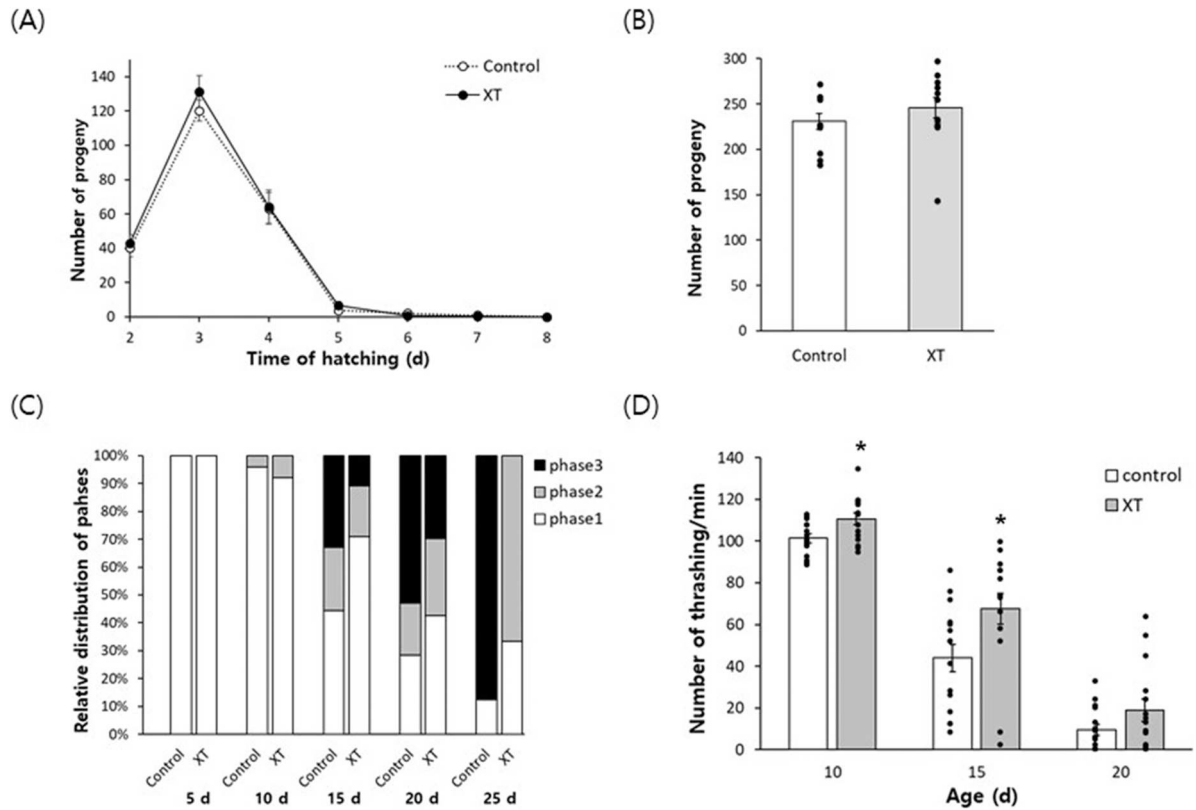 (A)
Number of progeny
140
120
100
80
60
40
20
0
2 3 4 5 6 7 8
Time of hatching (d)
Control
XT
(B)
Number of progeny
300
250
200
150
100
50
0
Control XT
(C)
Relative distribution of pahses
100%
90%
80%
70%
60%
50%
40%
30%
20%
10%
0%
Control XT Control XT Control XT Control XT Control XT
5 d 10 d 15 d 20 d 25 d
phase3
phase2
phase1
(D)
Number of thrashing/min
140
120
100
80
60
40
20
0
* *
10 15 20
Age (d)
control
XT